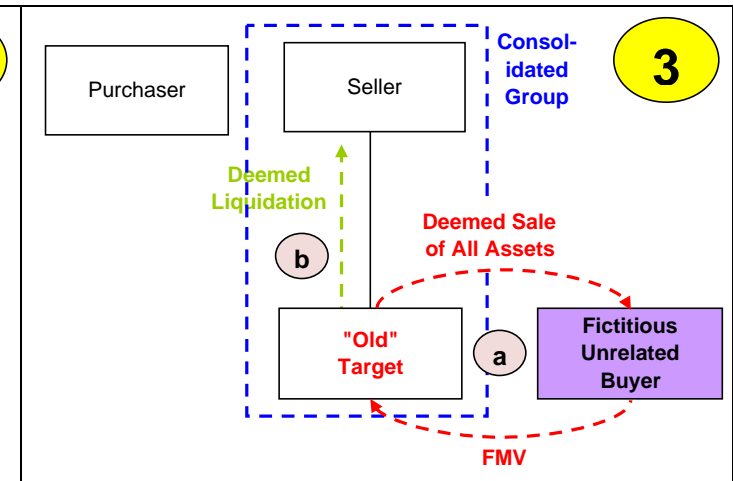 Consol-
idated
Group
3
Purchaser
Seller
Deemed
Liquidation
Deemed Sale
of All Assets
b
"Old"
Target
a
Fictitious
Unrelated
Buyer
FMV